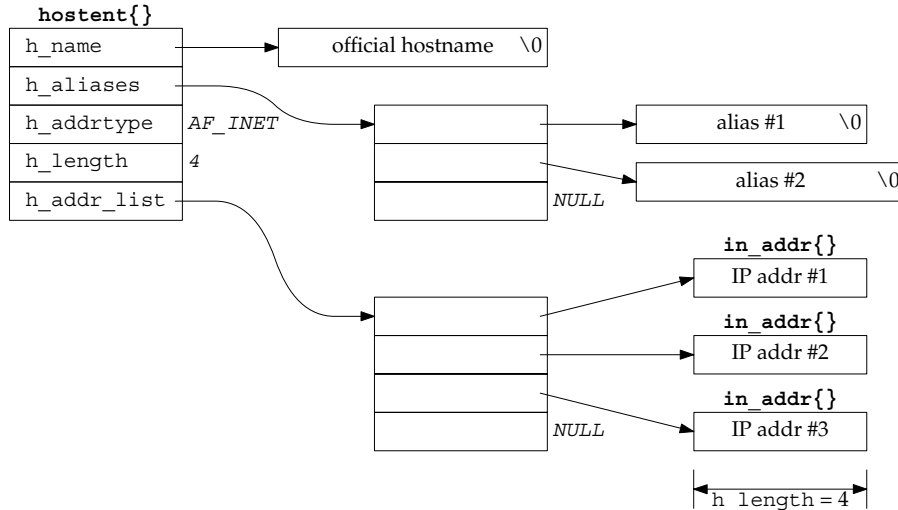 hostent{}
h_name
official hostname \0
h_aliases
h_addrtype AF_INET
alias #1 \0
h_length 4
alias #2 \0
h_addr_list
NULL
in_addr{}
IP addr #1
in_addr{}
IP addr #2
in_addr{}
NULL
IP addr #3
h length = 4